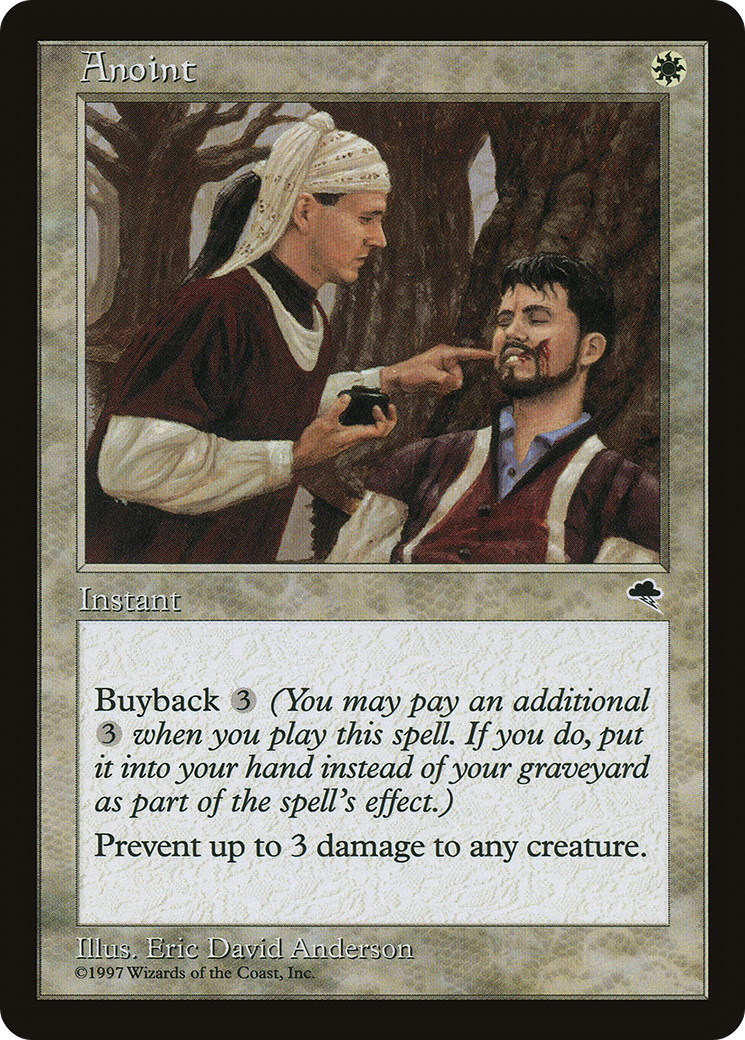 Anoint
Instant
Buyback 3 (You may pay an additional
3 when you play this spell. If you do, put
it into your hand instead of your graveyard
as part of the spell's effect.)
Prevent up to 3 damage to any creature.
Illus. Eric David Anderson
©1997 Wizards of the Coast, Inc.